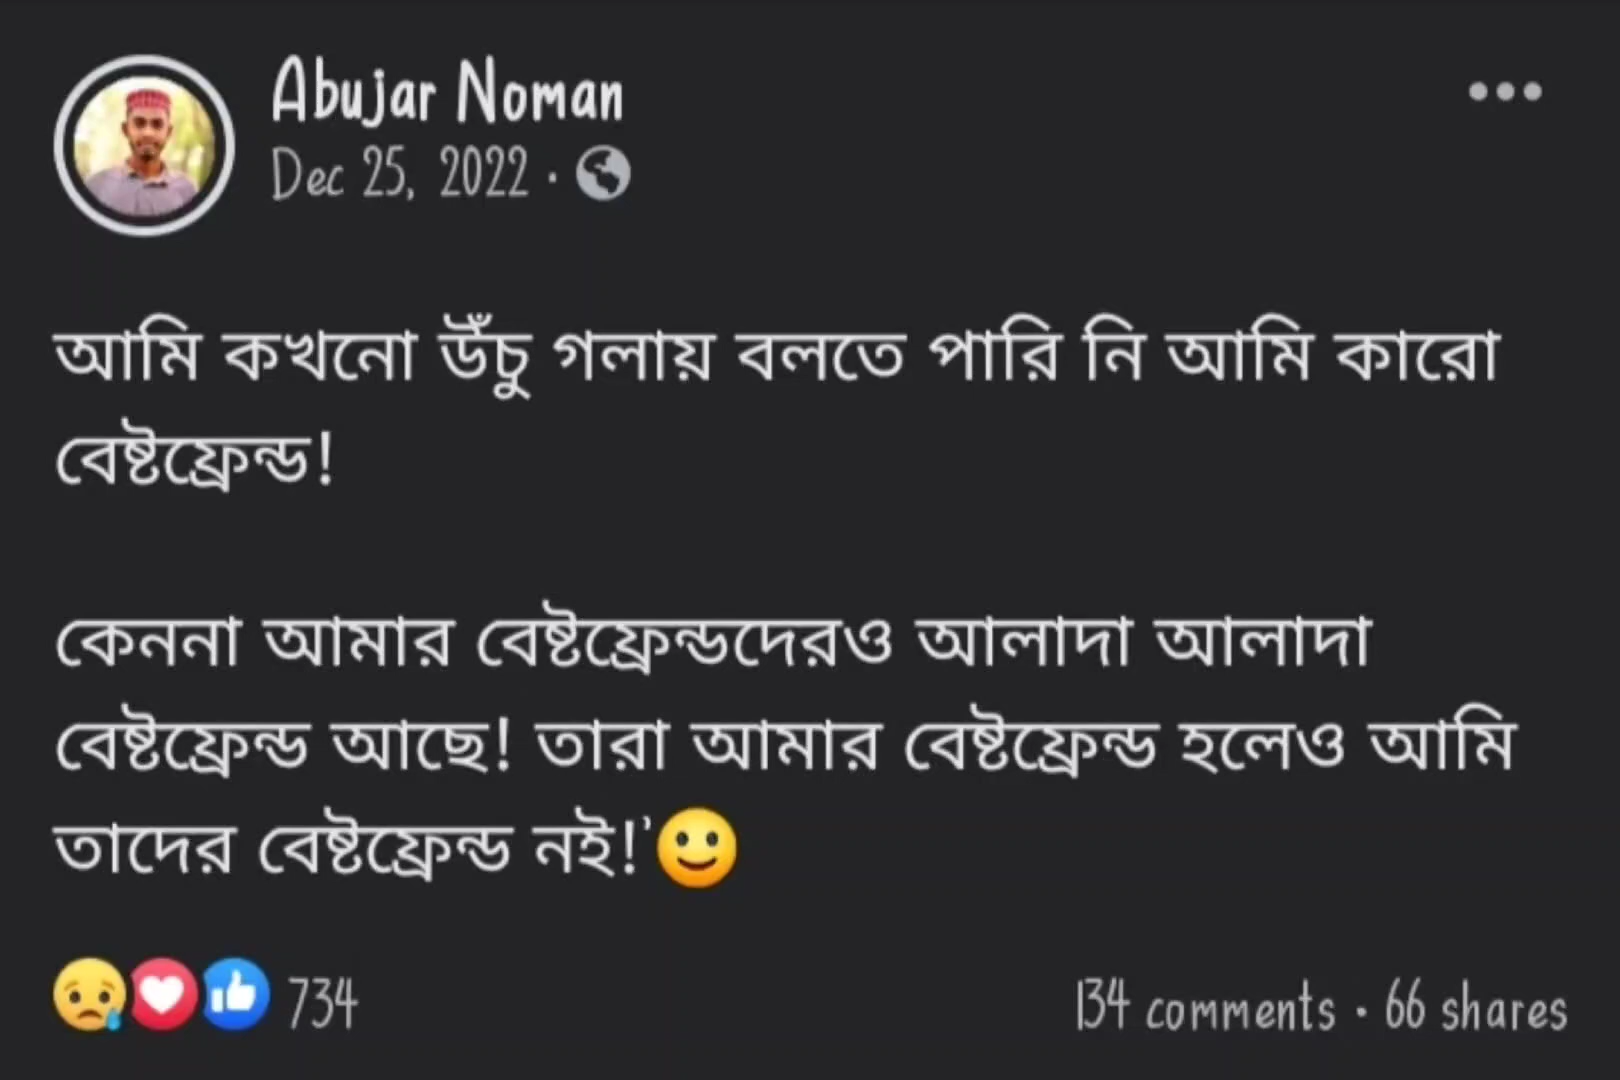 Abujar Noman
Dec 25, 2022 ·
আমি কখনো উঁচু গলায় বলতে পারি নি আমি কারো
বেষ্টফ্রেন্ড!
কেননা আমার বেষ্টফ্রেন্ডদেরও আলাদা আলাদা
বেষ্টফ্রেন্ড আছে! তারা আমার বেষ্টফ্রেন্ড হলেও আমি
তাদের বেষ্টফ্রেন্ড নই!'🙂
734
134 comments · 66 shares